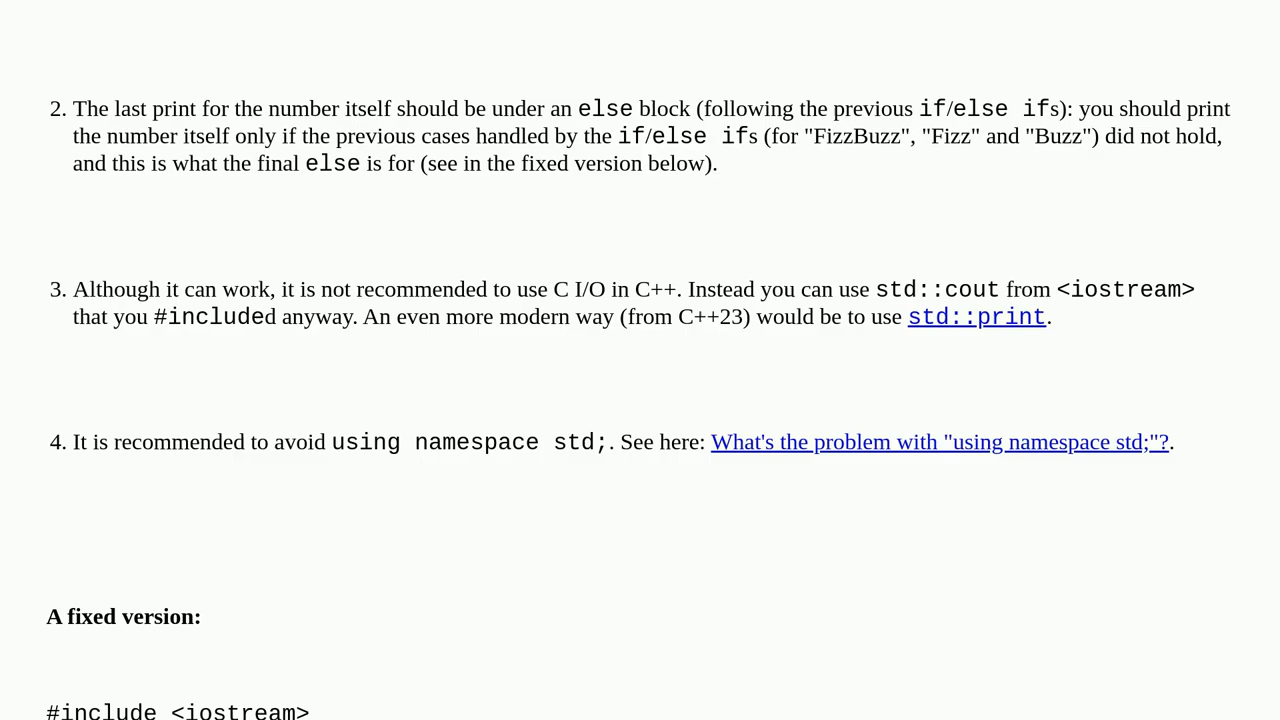 2. The last print for the number itself should be under an else block (following the previous if/else ifs): you should print
the number itself only if the previous cases handled by the if/else ifs (for "FizzBuzz", "Fizz" and "Buzz") did not hold,
and this is what the final else is for (see in the fixed version below).
3. Although it can work, it is not recommended to use C I/O in C++. Instead you can use std::cout from <iostream>
that you #included anyway. An even more modern way (from C++23) would be to use std::print.
4. It is recommended to avoid using namespace std;. See here: What's the problem with "using namespace std;"?.
A fixed version:
#include <iostream>